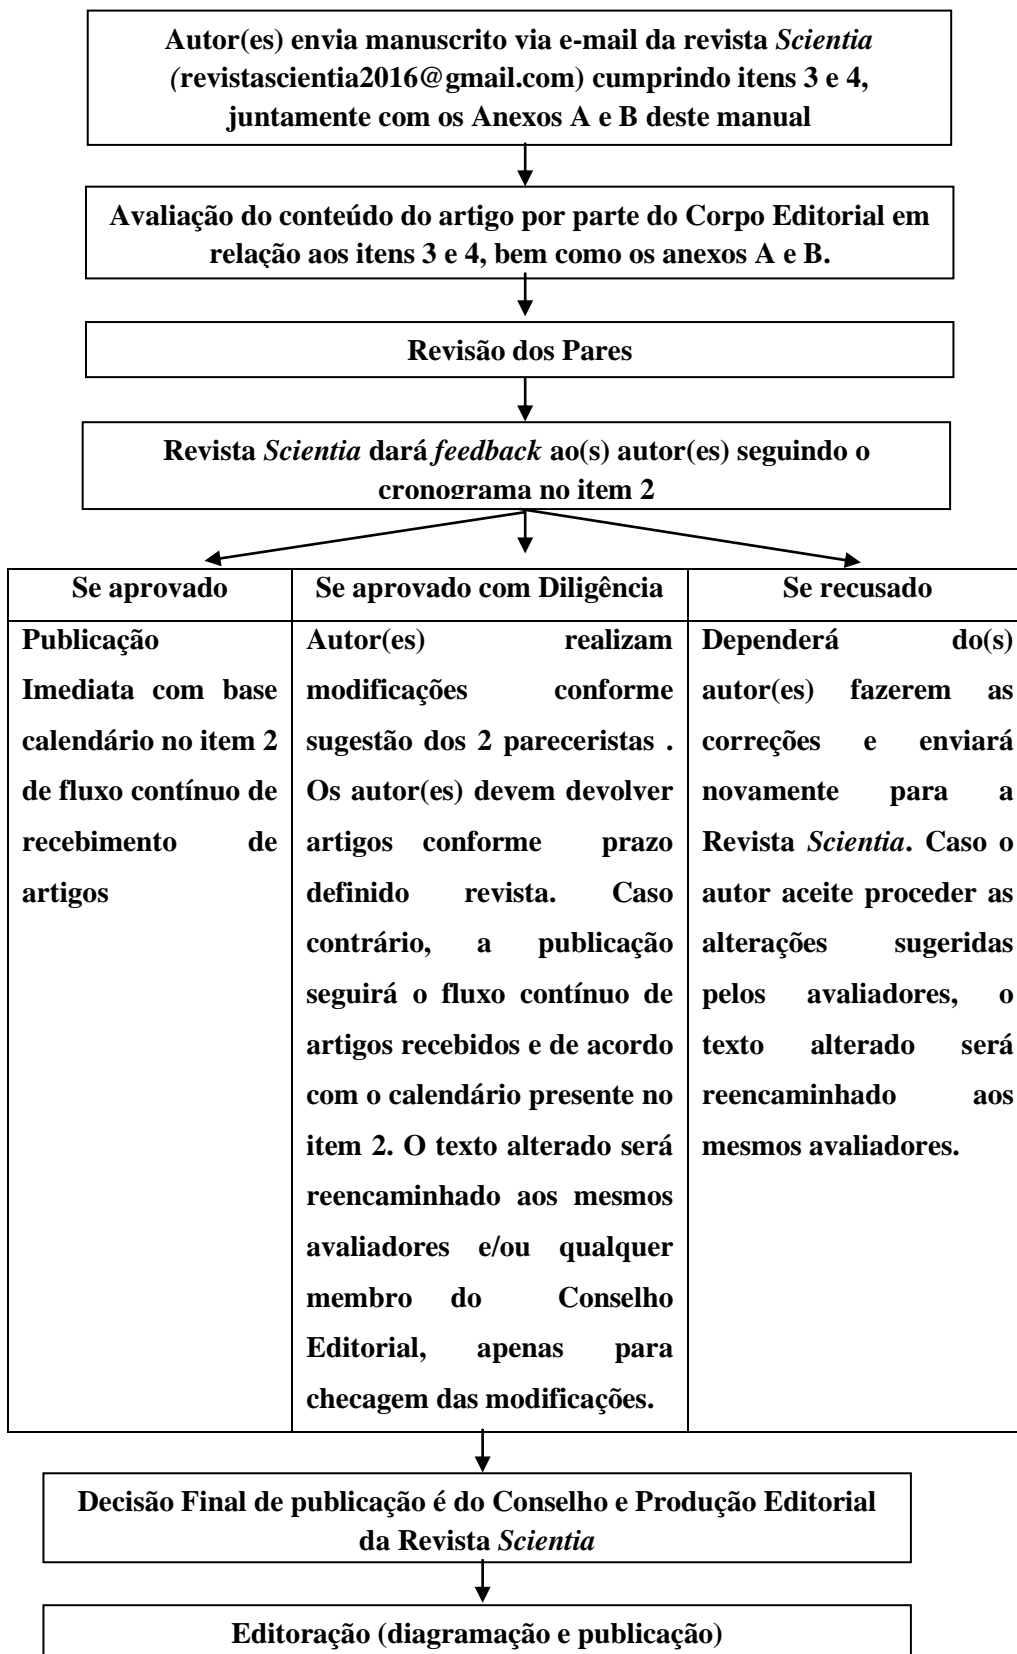 Autor(es) envia manuscrito via e-mail da revista Scientia
(revistascientia2016@gmail.com) cumprindo itens 3 e 4,
juntamente com os Anexos A e B deste manual
Avaliação do conteúdo do artigo por parte do Corpo Editorial em
relação aos itens 3 e 4, bem como os anexos A e B.
Revisão dos Pares
Revista Scientia dará feedback ao(s) autor(es) seguindo o
cronograma no item 2
Se aprovado
Publicação
Imediata com base
calendário no item 2
de fluxo contínuo de
recebimento de
artigos
Se aprovado com Diligência
Autor(es) realizam
modificações conforme
sugestão dos 2 pareceristas .
Os autor(es) devem devolver
artigos conforme prazo
definido revista. Caso
contrário, a publicação
seguirá o fluxo contínuo de
artigos recebidos e de acordo
com o calendário presente no
item 2. O texto alterado será
reencaminhado aos mesmos
avaliadores e/ou qualquer
membro do Conselho
Editorial, apenas para
checagem das modificações.
Se recusado
Dependerá do(s)
autor(es) fazerem as
correções e enviará
novamente para a
Revista Scientia. Caso o
autor aceite proceder as
alterações sugeridas
pelos avaliadores, o
texto alterado será
reencaminhado aos
mesmos avaliadores.
Decisão Final de publicação é do Conselho e Produção Editorial
da Revista Scientia
Editoração (diagramação e publicação)